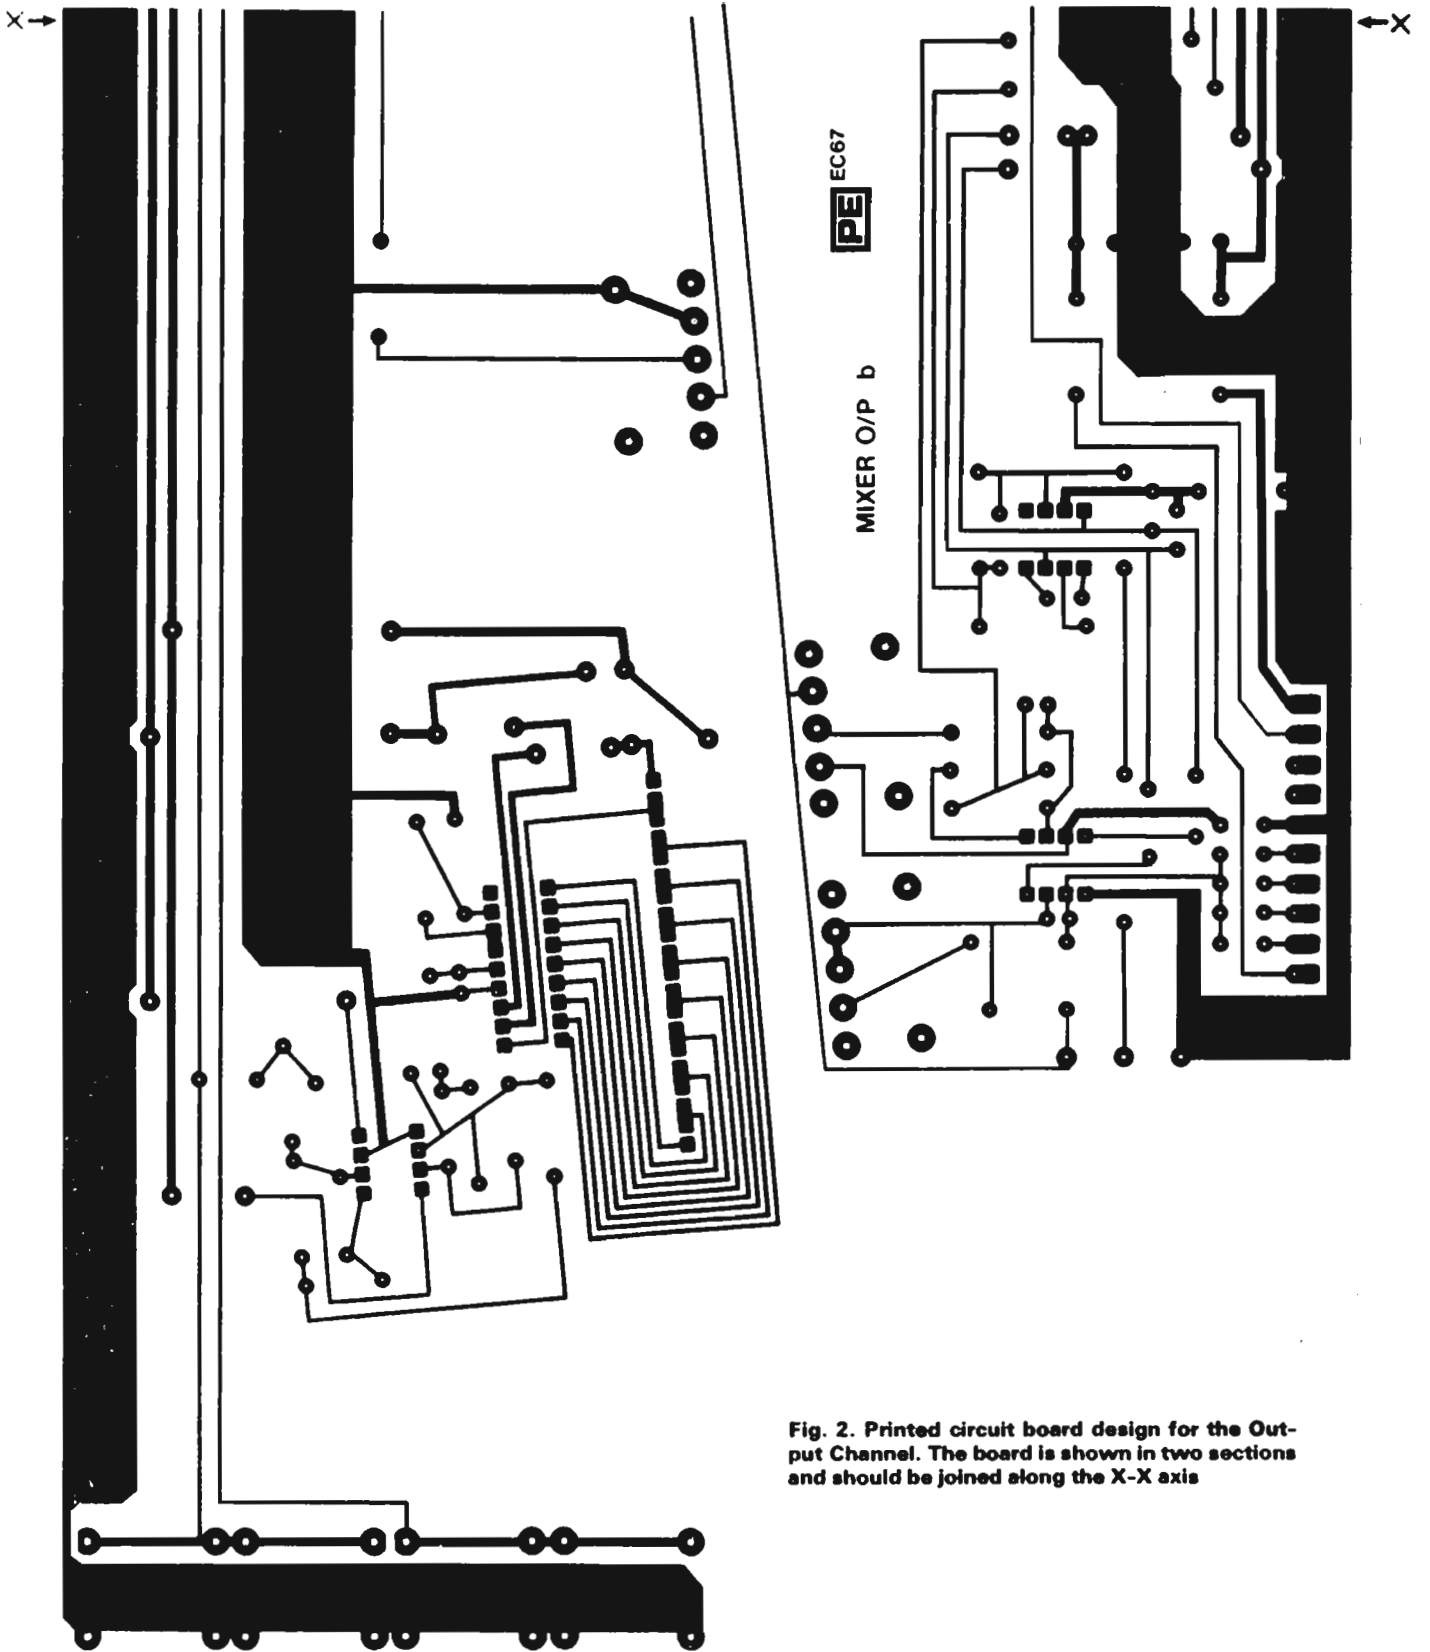 X → ← X
EC67
PE
MIXER O/P b
Fig. 2. Printed circuit board design for the Out-
put Channel. The board is shown in two sections
and should be joined along the X-X axis